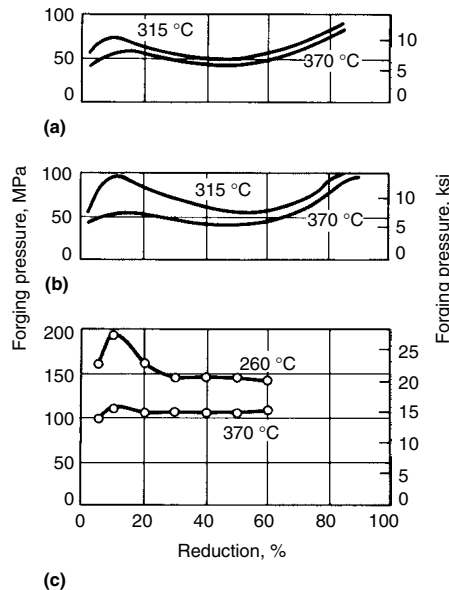 100
50
0
315 °C
370 °C
10
5
0
(a)
100
50
0
315 °C
370 °C
10
5
0
(b)
Forging pressure, MPa
Forging pressure, ksi
200
150
100
50
0
260 °C
370 °C
25
20
15
10
5
0
0 20 40 60 80 100
Reduction, %
(c)